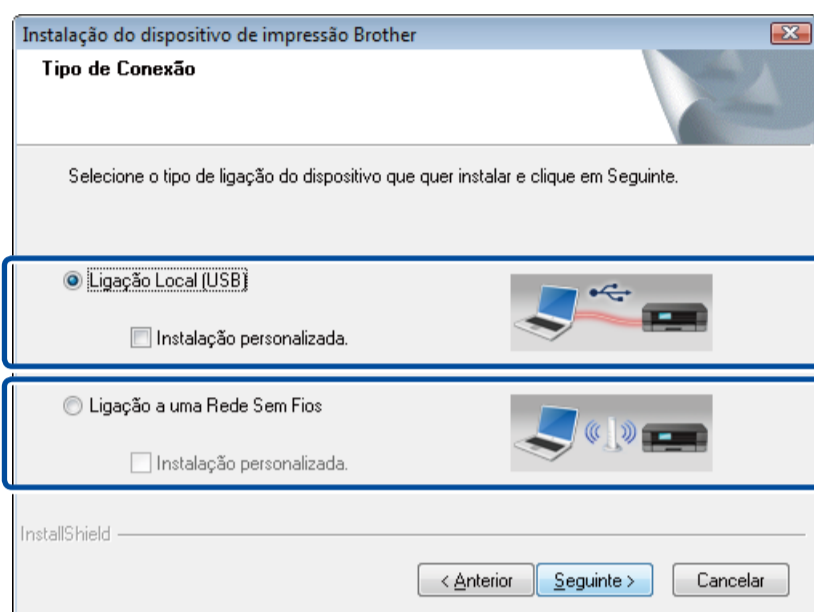 Instalação do dispositivo de impressão Brother
Tipo de Conexão
Selecione o tipo de ligação do dispositivo que quer instalar e clique em Seguinte.
Ligação Local (USB)
Instalação personalizada.
Ligação a uma Rede Sem Fios
Instalação personalizada.
InstallShield
< Anterior Seguinte > Cancelar